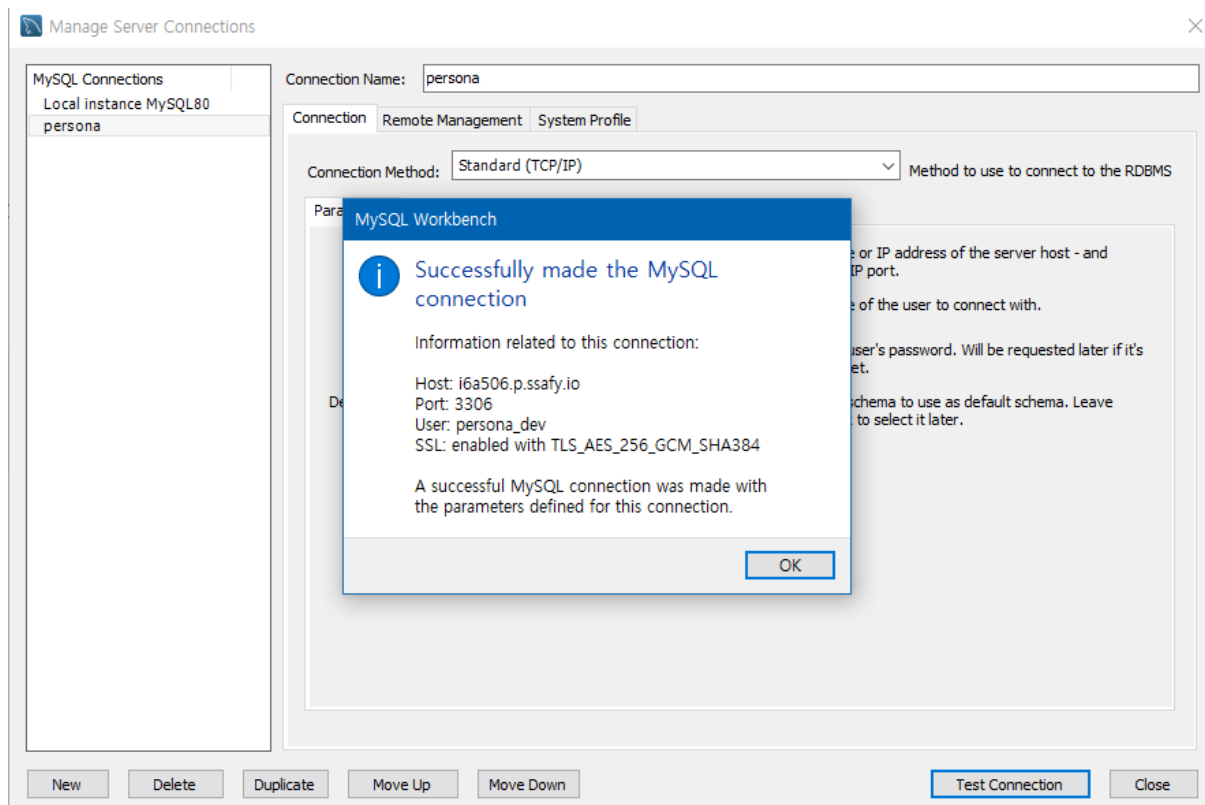 Manage Server Connections
MySQL Connections
Local instance MySQL80
persona
Connection Name: persona
Connection Remote Management System Profile
Connection Method: Standard (TCP/IP) Method to use to connect to the RDBMS
MySQL Workbench
Successfully made the MySQL
connection
Information related to this connection:
Host: i6a506.p.ssafy.io
Port: 3306
User: persona_dev
SSL: enabled with TLS_AES_256_GCM_SHA384
A successful MySQL connection was made with
the parameters defined for this connection.
OK
or IP address of the server host - and
IP port.
of the user to connect with.
user's password. Will be requested later if it's
schema to use as default schema. Leave
to select it later.
New Delete Duplicate Move Up Move Down Test Connection Close